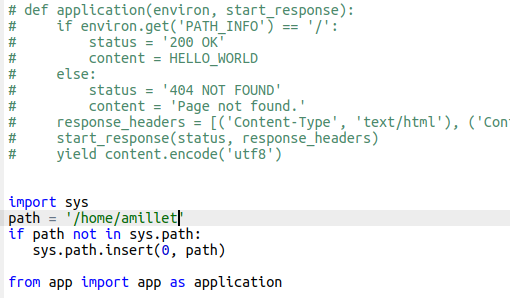 # def application(environ, start_response):
#     if environ.get('PATH_INFO') == '/':
#         status = '200 OK'
#         content = HELLO_WORLD
#     else:
#         status = '404 NOT FOUND'
#         content = 'Page not found.'
#     response_headers = [('Content-Type', 'text/html'), ('Con
#     start_response(status, response_headers)
#     yield content.encode('utf8')
import sys
path = '/home/amillet'
if path not in sys.path:
   sys.path.insert(0, path)
from app import app as application